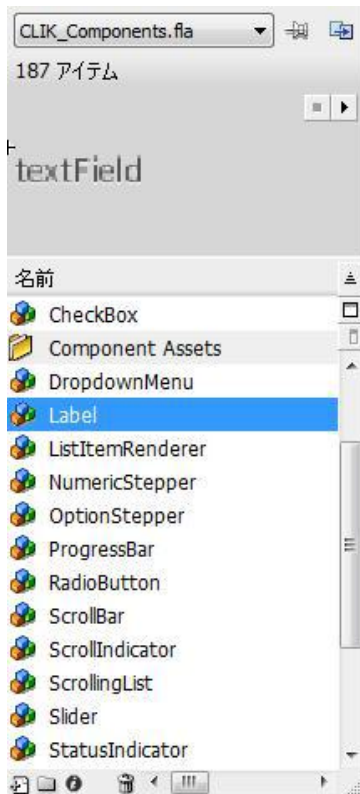 CLIK_Components.fla
187 アイテム
textField
名前
CheckBox
Component Assets
DropdownMenu
Label
ListItemRenderer
NumericStepper
OptionStepper
ProgressBar
RadioButton
ScrollBar
ScrollIndicator
ScrollingList
Slider
StatusIndicator